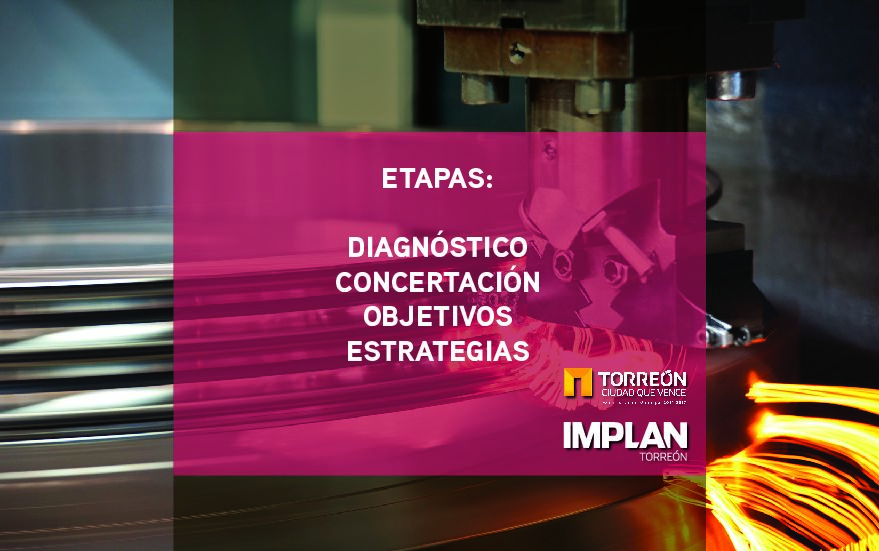 ETAPAS:
DIAGNÓSTICO
CONCERTACIÓN
OBJETIVOS
ESTRATEGIAS
TORREÓN
CIUDAD QUE VENCE
IMPLAN
TORREÓN